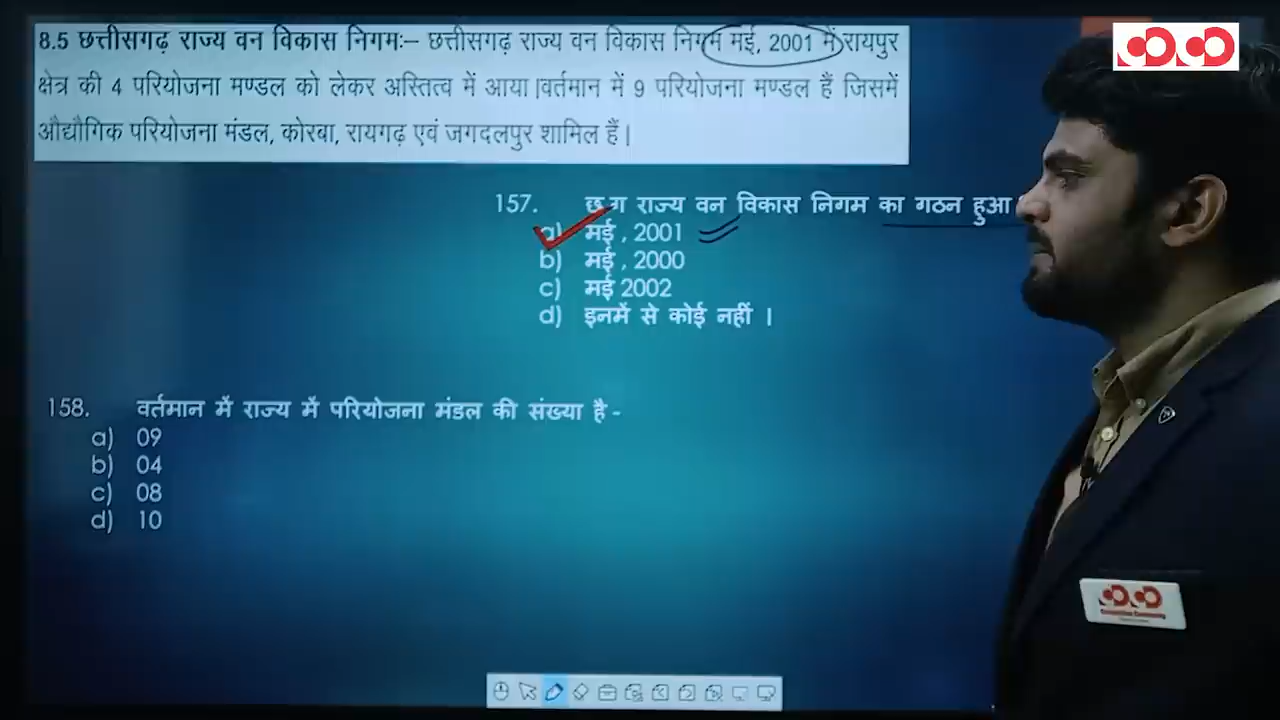 8.5 छत्तीसगढ़ राज्य वन विकास निगमः– छत्तीसगढ़ राज्य वन विकास निगम मई, 2001 में रायपुर
क्षेत्र की 4 परियोजना मण्डल को लेकर अस्तित्व में आया।वर्तमान में 9 परियोजना मण्डल हैं जिसमें
औद्यौगिक परियोजना मंडल, कोरबा, रायगढ़ एवं जगदलपुर शामिल हैं।
157. छ ग राज्य वन विकास निगम का गठन हुआ
a) मई , 2001
b) मई , 2000
c) मई 2002
d) इनमें से कोई नहीं ।
158. वर्तमान में राज्य में परियोजना मंडल की संख्या है -
a) 09
b) 04
c) 08
d) 10